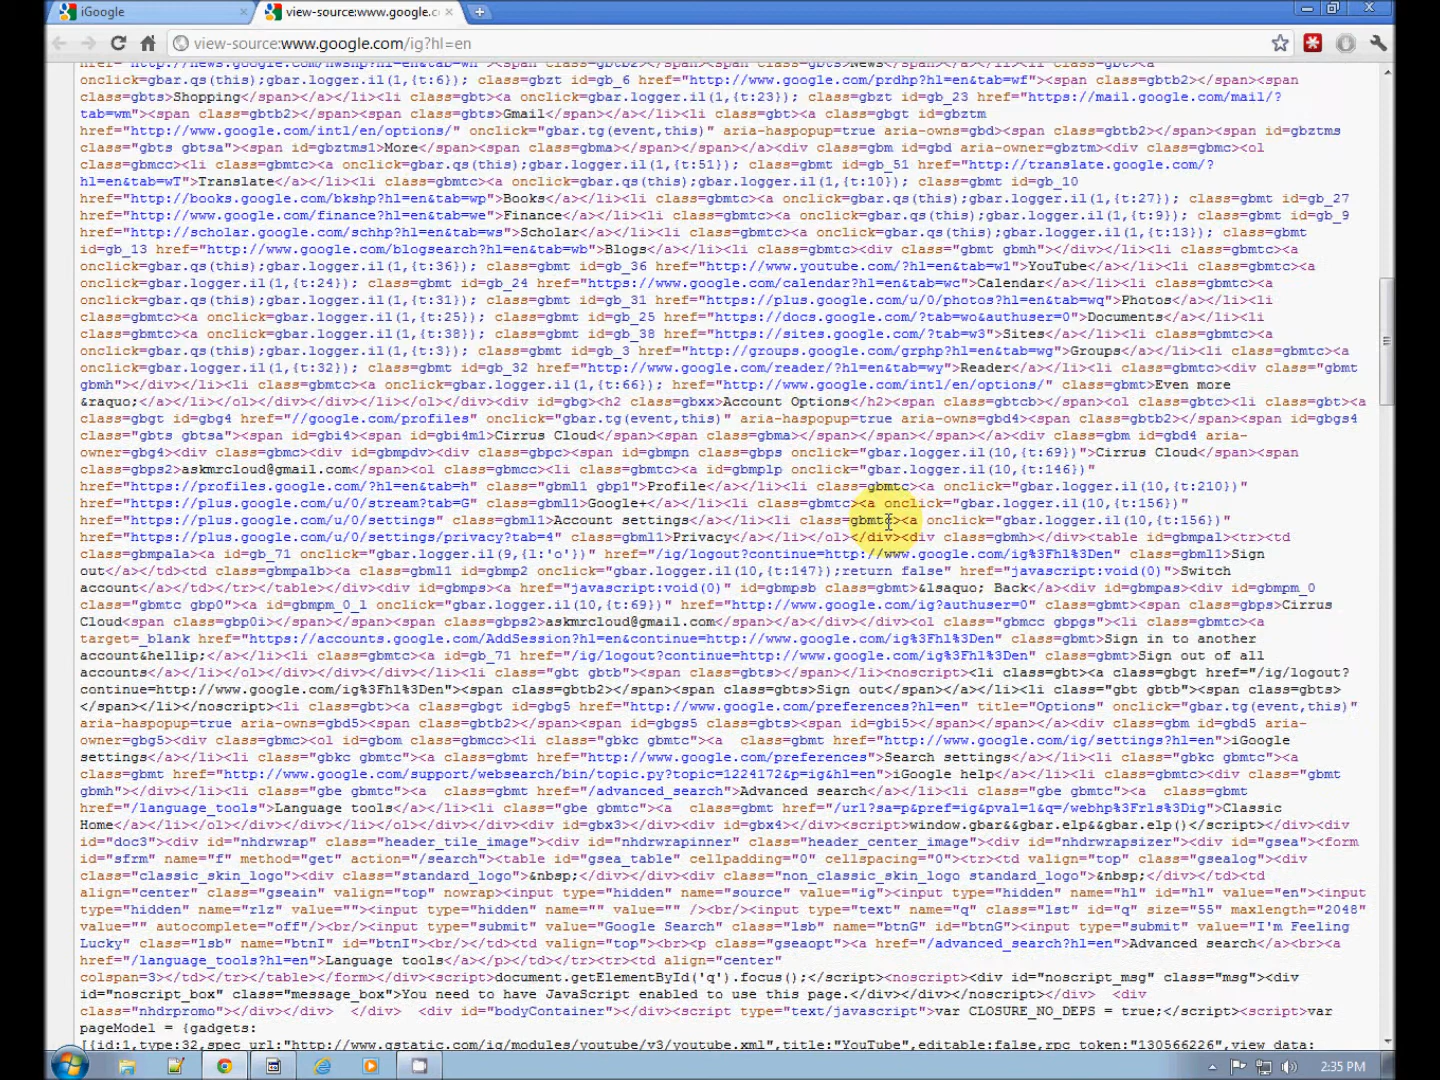 iGoogle
view-source:www.google.c
view-source:www.google.com/ig?hl=en
href="http://news.google.com/nwshp?hl=en&tab=wn"><span class=gbtb2></span><span class=gbts>News</span></a></li><li class=gbt><a
onclick=gbar.qs(this);gbar.logger.il(1,{t:6}); class=gbzt id=gb_6 href="http://www.google.com/prdhp?hl=en&tab=wf"><span class=gbtb2></span><span
class=gbts>Shopping</span></a></li><li class=gbt><a onclick=gbar.logger.il(1,{t:23}); class=gbzt id=gb_23 href="https://mail.google.com/mail/?
tab=wm"><span class=gbtb2></span><span class=gbts>Gmail</span></a></li><li class=gbt><a class=gbgt id=gbztm
href="http://www.google.com/intl/en/options/" onclick="gbar.tg(event,this)" aria-haspopup=true aria-owns=gbd><span class=gbtb2></span><span id=gbztms
class="gbts gbtsa"><span id=gbztms1>More</span><span class=gbma></span></span></a><div class=gbm id=gbd aria-owner=gbztm><div class=gbmc><ol
class=gbmcc><li class=gbmtc><a onclick=gbar.qs(this);gbar.logger.il(1,{t:51}); class=gbmt id=gb_51 href="http://translate.google.com/?
hl=en&tab=wT">Translate</a></li><li class=gbmtc><a onclick=gbar.qs(this);gbar.logger.il(1,{t:10}); class=gbmt id=gb_10
href="http://books.google.com/bkshp?hl=en&tab=wp">Books</a></li><li class=gbmtc><a onclick=gbar.qs(this);gbar.logger.il(1,{t:27}); class=gbmt id=gb_27
href="http://www.google.com/finance?hl=en&tab=we">Finance</a></li><li class=gbmtc><a onclick=gbar.qs(this);gbar.logger.il(1,{t:9}); class=gbmt id=gb_9
href="http://scholar.google.com/schhp?hl=en&tab=ws">Scholar</a></li><li class=gbmtc><a onclick=gbar.qs(this);gbar.logger.il(1,{t:13}); class=gbmt
id=gb_13 href="http://www.google.com/blogsearch?hl=en&tab=wb">Blogs</a></li><li class=gbmtc><div class="gbmt gbmh"></div></li><li class=gbmtc><a
onclick=gbar.qs(this);gbar.logger.il(1,{t:36}); class=gbmt id=gb_36 href="http://www.youtube.com/?hl=en&tab=w1">YouTube</a></li><li class=gbmtc><a
onclick=gbar.logger.il(1,{t:24}); class=gbmt id=gb_24 href="https://www.google.com/calendar?hl=en&tab=wc">Calendar</a></li><li class=gbmtc><a
onclick=gbar.qs(this);gbar.logger.il(1,{t:31}); class=gbmt id=gb_31 href="https://plus.google.com/u/0/photos?hl=en&tab=wq">Photos</a></li><li
class=gbmtc><a onclick=gbar.logger.il(1,{t:25}); class=gbmt id=gb_25 href="https://docs.google.com/?tab=wo&authuser=0">Documents</a></li><li
class=gbmtc><a onclick=gbar.logger.il(1,{t:38}); class=gbmt id=gb_38 href="https://sites.google.com/?tab=w3">Sites</a></li><li class=gbmtc><a
onclick=gbar.qs(this);gbar.logger.il(1,{t:3}); class=gbmt id=gb_3 href="http://groups.google.com/grphp?hl=en&tab=wg">Groups</a></li><li class=gbmtc><a
onclick=gbar.logger.il(1,{t:32}); class=gbmt id=gb_32 href="http://www.google.com/reader/?hl=en&tab=wy">Reader</a></li><li class=gbmtc><div class="gbmt
gbmh"></div></li><li class=gbmtc><a onclick=gbar.logger.il(1,{t:66}); href="http://www.google.com/intl/en/options/" class=gbmt>Even more
&raquo;</a></li></ol></div></div></li></ol><div id=gbg><h2 class=gbxx>Account Options</h2><span class=gbtcb></span><ol class=gbtc><li class=gbt><a
class=gbgt id=gbg4 href="//google.com/profiles" onclick="gbar.tg(event,this)" aria-haspopup=true aria-owns=gbd4><span class=gbtb2></span><span id=gbgs4
class="gbts gbtsa"><span id=gbi4><span id=gbi4m1>Cirrus Cloud</span></span><span class=gbma></span></span></a><div class=gbm id=gbd4 aria-
owner=gbg4><div class=gbmc><div id=gbmpdv><div class=gbpc><span id=gbmpn class=gbps onclick="gbar.logger.il(10,{t:69})">Cirrus Cloud</span><span
class=gbps2>askmrcloud@gmail.com</span><ol class=gbmcc><li class=gbmtc><a id=gbmplp onclick="gbar.logger.il(10,{t:146})"
href="https://profiles.google.com/?hl=en&tab=h" class="gbml1 gbp1">Profile</a></li><li class=gbmtc><a onclick="gbar.logger.il(10,{t:210})"
href="https://plus.google.com/u/0/stream?tab=G" class=gbml1>Google+</a></li><li class=gbmtc><a onclick="gbar.logger.il(10,{t:156})"
href="https://plus.google.com/u/0/settings" class=gbml1>Account settings</a></li><li class=gbmtc><a onclick="gbar.logger.il(10,{t:156})"
href="https://plus.google.com/u/0/settings/privacy?tab=4" class=gbml1>Privacy</a></li></ol></div><div class=gbmh></div><table id=gbmpal><tr><td
class=gbmpala><a id=gb_71 onclick="gbar.logger.il(9,{l:'o'})" href="/ig/logout?continue=http://www.google.com/ig%3Fhl%3Den" class=gbml1>Sign
out</a></td><td class=gbmpalb><a class=gbml1 id=gbmp2 onclick="gbar.logger.il(10,{t:147});return false" href="javascript:void(0)">Switch
account</a></td></tr></table></div><div id=gbmps><a href="javascript:void(0)" id=gbmpsb class=gbml1>&lsaquo; Back</a><div id=gbmpas><div id=gbmpm_0
class="gbmtc gbp0"><a id=gbmpm_0_l onclick="gbar.logger.il(10,{t:69})" href="http://www.google.com/ig?authuser=0" class=gbmt><span class=gbps>Cirrus
Cloud<span class=gbp0i></span></span><span class=gbps2>askmrcloud@gmail.com</span></a></div></div><ol class="gbmcc gbpgs"><li class=gbmtc><a
target=_blank href="https://accounts.google.com/AddSession?hl=en&continue=http://www.google.com/ig%3Fhl%3Den" class=gbmt>Sign in to another
account&hellip;</a></li><li class=gbmtc><a id=gb_71 href="/ig/logout?continue=http://www.google.com/ig%3Fhl%3Den" class=gbmt>Sign out of all
accounts</a></li></ol></div></div></div></li><li class="gbt gbtb"><span class=gbts></span></li><noscript><li class=gbt><a class=gbgt href="/ig/logout?
continue=http://www.google.com/ig%3Fhl%3Den"><span class=gbtb2></span><span class=gbts>Sign out</span></a></li><li class="gbt gbtb"><span class=gbts>
</span></li></noscript><li class=gbt><a class=gbgt id=gbg5 href="http://www.google.com/preferences?hl=en" title="Options" onclick="gbar.tg(event,this)"
aria-haspopup=true aria-owns=gbd5><span class=gbtb2></span><span id=gbgs5 class=gbts><span id=gbi5></span></span></a><div class=gbm id=gbd5 aria-
owner=gbg5><div class=gbmc><ol id=gbom class=gbmcc><li class="gbkc gbmtc"><a  class=gbmt href="http://www.google.com/ig/settings?hl=en">iGoogle
settings</a></li><li class="gbkc gbmtc"><a  class=gbmt href="http://www.google.com/preferences">Search settings</a></li><li class="gbkc gbmtc"><a
class=gbmt href="http://www.google.com/support/websearch/bin/topic.py?topic=1224172&p=ig&hl=en">iGoogle help</a></li><li class=gbmtc><div class="gbmt
gbmh"></div></li><li class="gbe gbmtc"><a  class=gbmt href="/advanced_search">Advanced search</a></li><li class="gbe gbmtc"><a  class=gbmt
href="/language_tools">Language tools</a></li><li class="gbe gbmtc"><a  class=gbmt href="/url?sa=p&pref=ig&pval=1&q=/webhp%3Frls%3Dig">Classic
Home</a></li></ol></div></div></li></ol></div></div><div id=gbx3></div><div id=gbx4></div><script>window.gbar&&gbar.elp&&gbar.elp()</script></div><div
id="doc3"><div id="nhdrwrap" class="header_tile_image"><div id="nhdrwrapinner" class="header_center_image"><div id="nhdrwrapsizer"><div id="gsea"><form
id="sfrm" name="f" method="get" action="/search"><table id="gsea_table" cellpadding="0" cellspacing="0"><tr><td valign="top" class="gsealog"><div
class="classic_skin_logo"><div class="standard_logo">&nbsp;</div></div><div class="non_classic_skin_logo standard_logo">&nbsp;</div></td><td
align="center" class="gseain" valign="top" nowrap><input type="hidden" name="source" value="ig"><input type="hidden" name="hl" id="hl" value="en"><input
type="hidden" name="rlz" value=""><input type="hidden" name="" value="" /><br/><input type="text" name="q" class="lst" id="q" size="55" maxlength="2048"
value="" autocomplete="off"/><br/><input type="submit" value="Google Search" class="lsb" name="btnG" id="btnG"><input type="submit" value="I'm Feeling
Lucky" class="lsb" name="btnI" id="btnI"><br/></td><td valign="top"><br><p class="gseaopt"><a href="/advanced_search?hl=en">Advanced search</a><br><a
href="/language_tools?hl=en">Language tools</a></p></td></tr><tr><td align="center"
colspan=3></td></tr></table></form></div><script>document.getElementById('q').focus();</script><noscript><div id="noscript_msg" class="msg"><div
id="noscript_box" class="message_box">You need to have JavaScript enabled to use this page.</div></div></noscript></div>  <div
class="nhdrpromo"></div></div>  </div>  <div id="bodyContainer"></div><script type="text/javascript">var CLOSURE_NO_DEPS = true;</script><script>var
pageModel = {gadgets:
[{id:1,type:32,spec_url:"http://www.gstatic.com/ig/modules/youtube/v3/youtube.xml",title:"YouTube",editable:false,rpc_token:"130566226",view_data:
2:35 PM